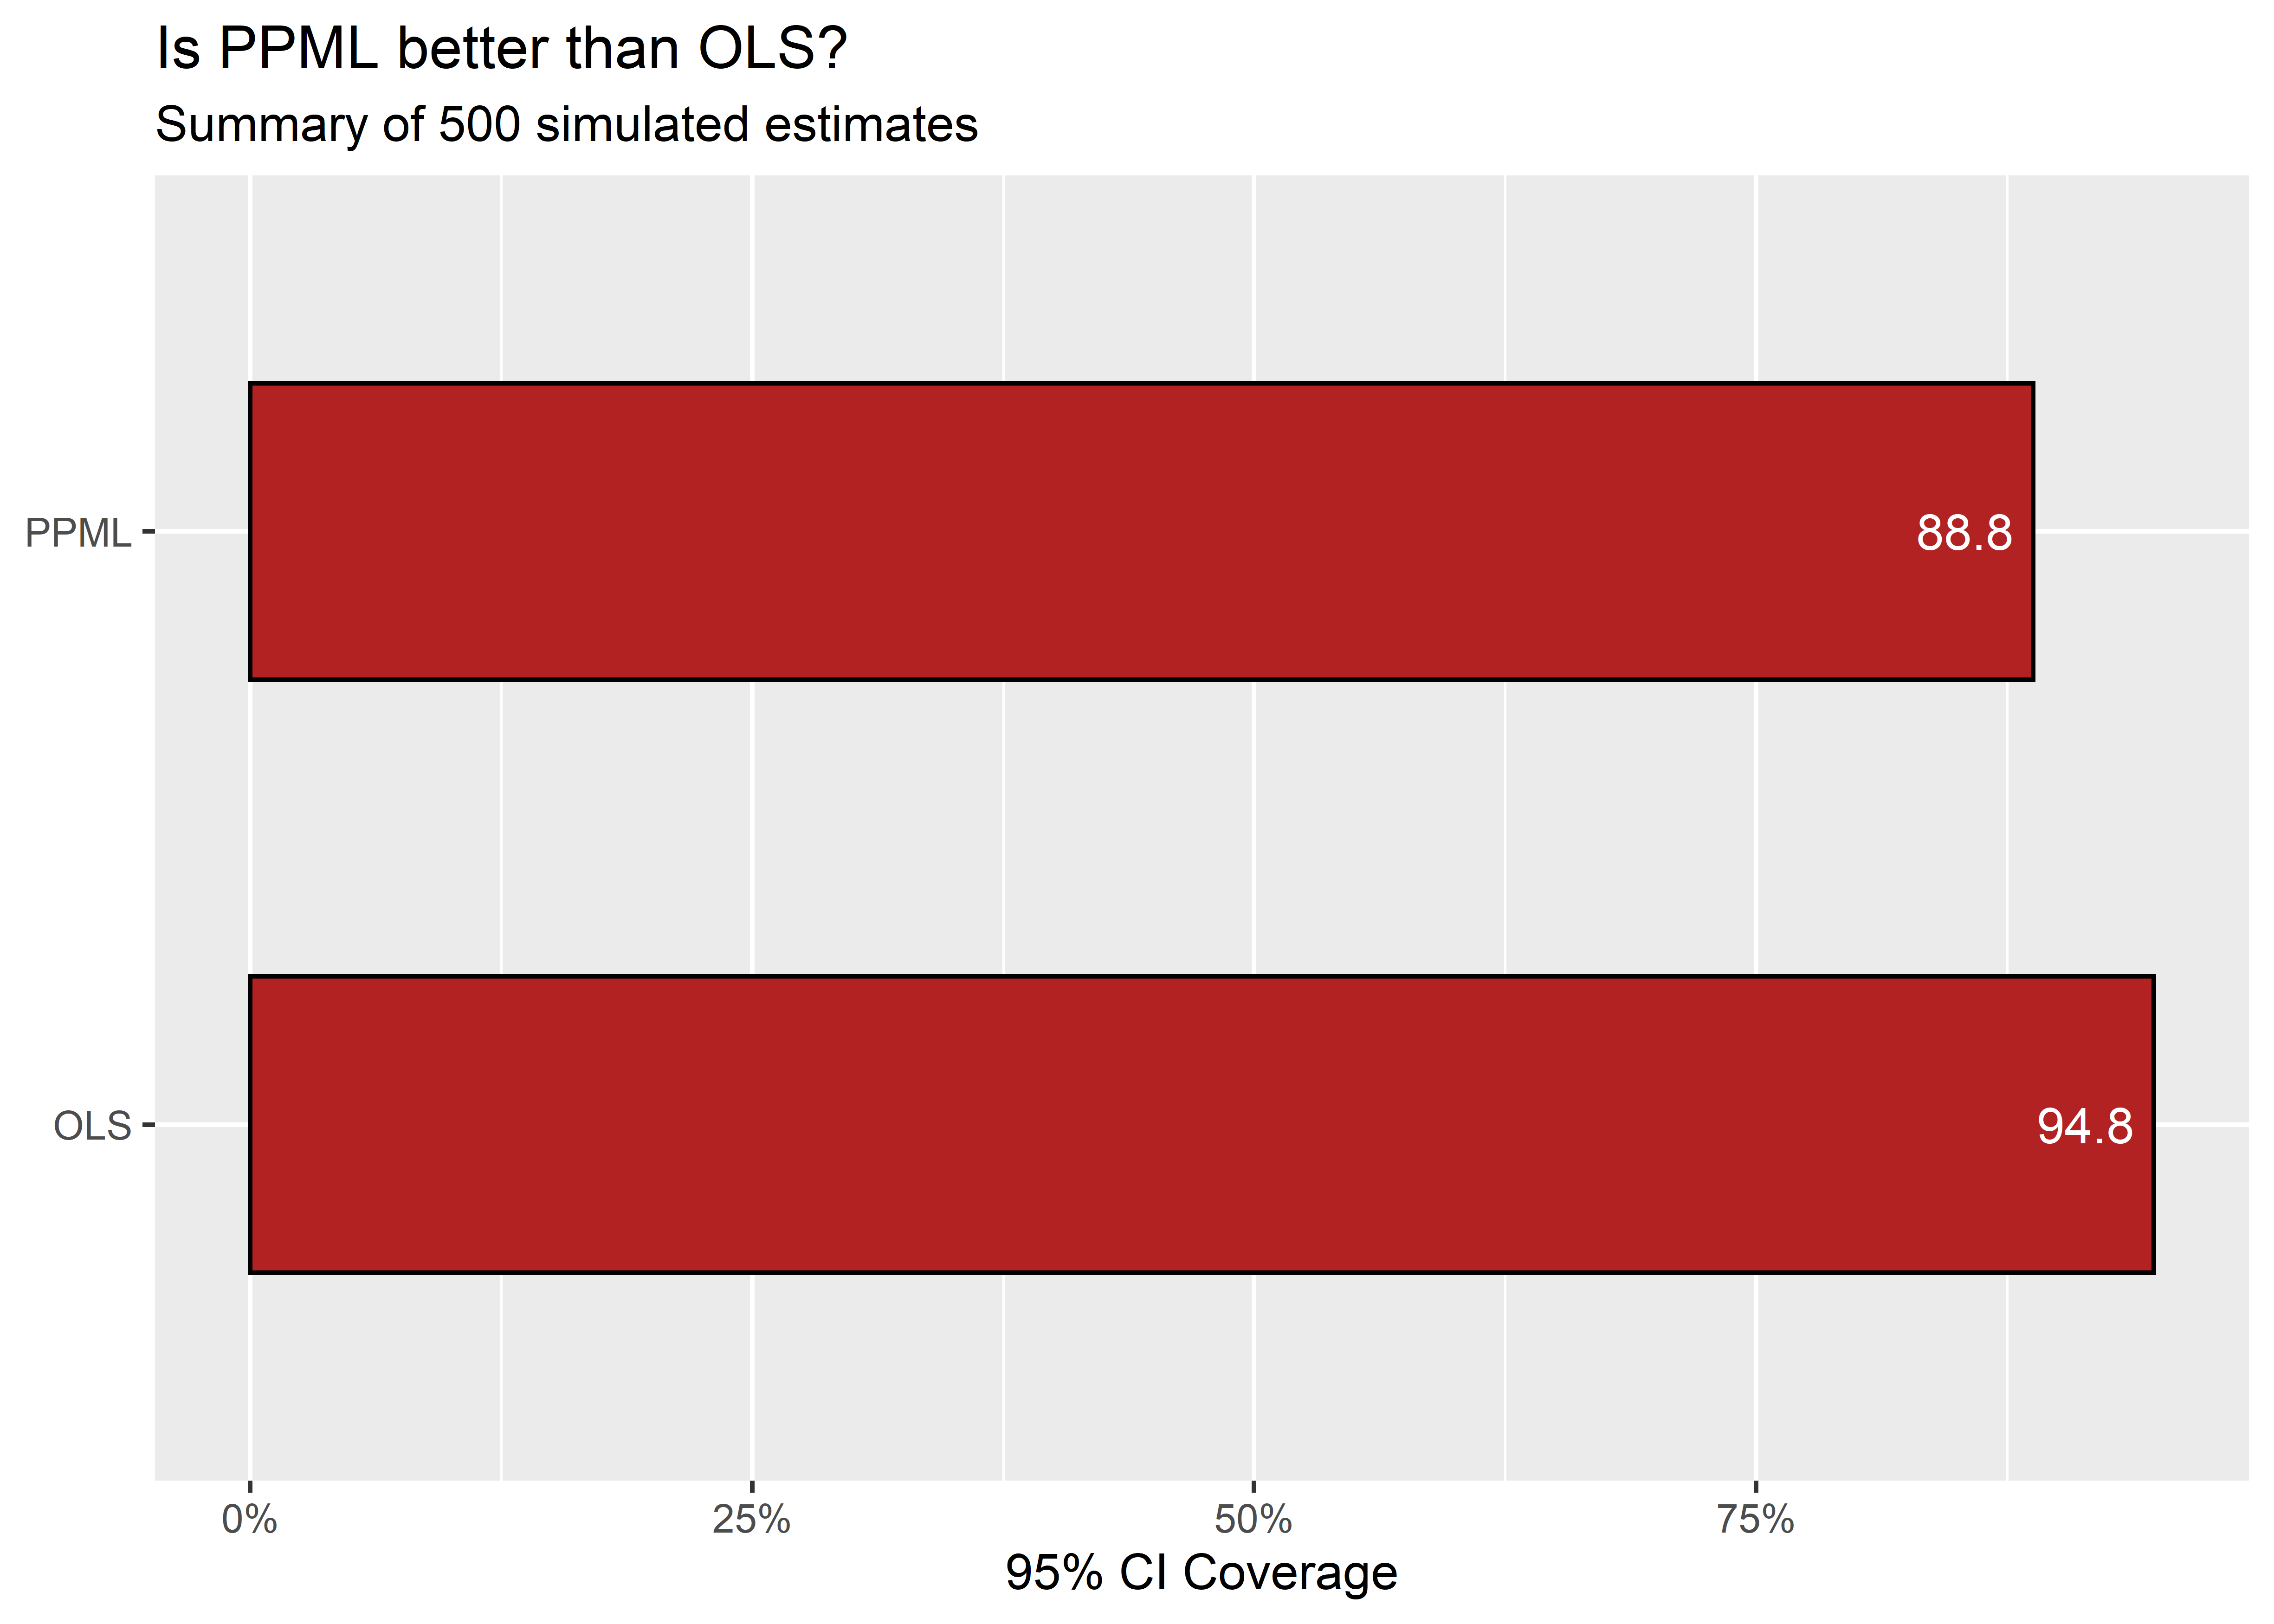 Is PPML better than OLS?
Summary of 500 simulated estimates
PPML
88.8
OLS
94.8
0%
25%
50%
75%
95% CI Coverage